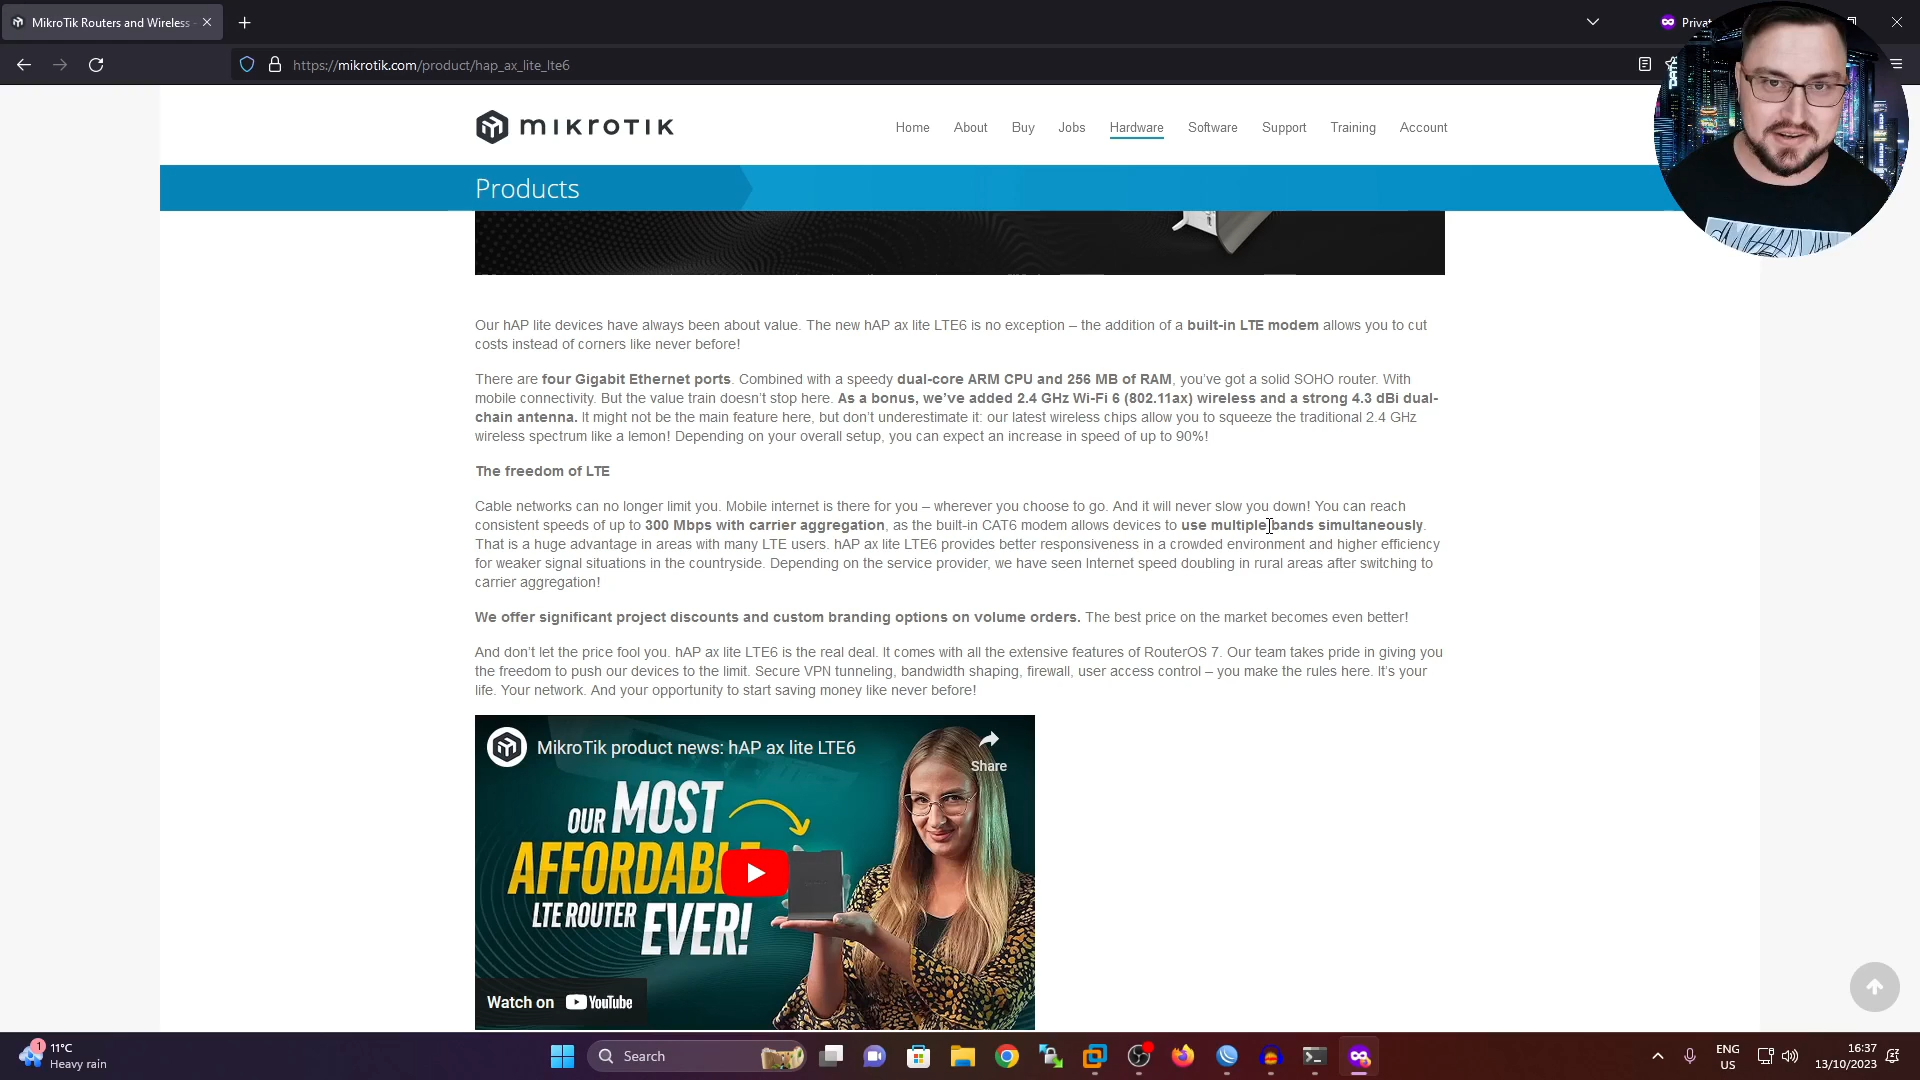 MikroTik Routers and Wireless -
Privat
https://mikrotik.com/product/hap_ax_lite_lte6
MIKROTIK
Home About Buy Jobs Hardware Software Support Training Account
Products
Our hAP lite devices have always been about value. The new hAP ax lite LTE6 is no exception – the addition of a built-in LTE modem allows you to cut
costs instead of corners like never before!
There are four Gigabit Ethernet ports. Combined with a speedy dual-core ARM CPU and 256 MB of RAM, you've got a solid SOHO router. With
mobile connectivity. But the value train doesn't stop here. As a bonus, we've added 2.4 GHz Wi-Fi 6 (802.11ax) wireless and a strong 4.3 dBi dual-
chain antenna. It might not be the main feature here, but don't underestimate it: our latest wireless chips allow you to squeeze the traditional 2.4 GHz
wireless spectrum like a lemon! Depending on your overall setup, you can expect an increase in speed of up to 90%!
The freedom of LTE
Cable networks can no longer limit you. Mobile internet is there for you – wherever you choose to go. And it will never slow you down! You can reach
consistent speeds of up to 300 Mbps with carrier aggregation, as the built-in CAT6 modem allows devices to use multiple bands simultaneously.
That is a huge advantage in areas with many LTE users. hAP ax lite LTE6 provides better responsiveness in a crowded environment and higher efficiency
for weaker signal situations in the countryside. Depending on the service provider, we have seen Internet speed doubling in rural areas after switching to
carrier aggregation!
We offer significant project discounts and custom branding options on volume orders. The best price on the market becomes even better!
And don't let the price fool you. hAP ax lite LTE6 is the real deal. It comes with all the extensive features of RouterOS 7. Our team takes pride in giving you
the freedom to push our devices to the limit. Secure VPN tunneling, bandwidth shaping, firewall, user access control – you make the rules here. It's your
life. Your network. And your opportunity to start saving money like never before!
MikroTik product news: hAP ax lite LTE6
Share
OUR MOST
AFFORDABL
LTE ROUTER EVER!
Watch on YouTube
1
11°C
Heavy rain
Search
ENG
US
16:37
13/10/2023